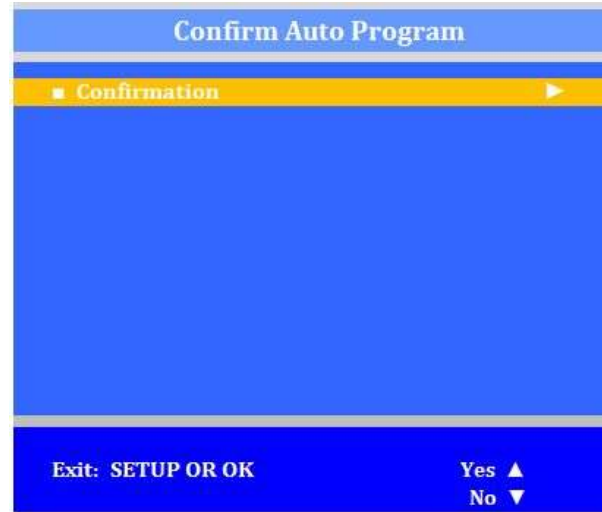 Confirm Auto Program
■ Confirmation ►
Exit: SETUP OR OK
Yes ▲
No ▼